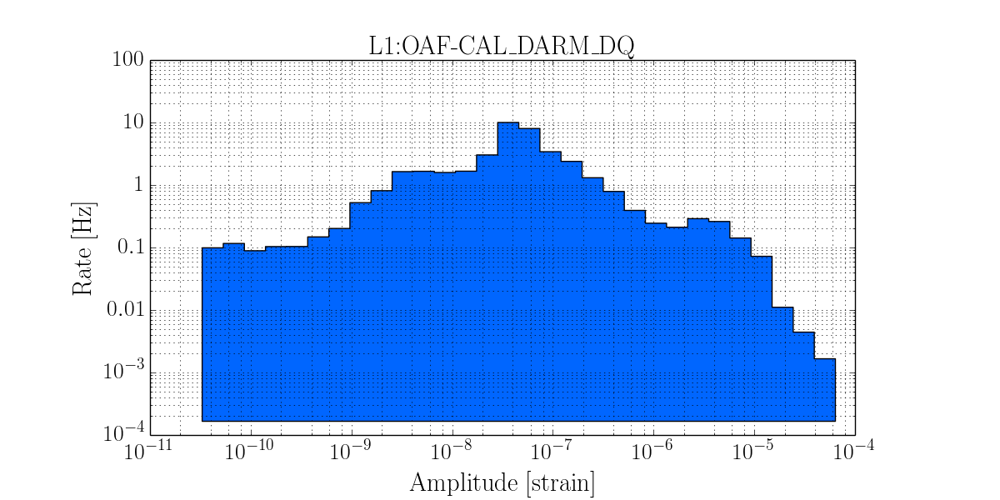 L1:OAF-CAL_DARM_DQ
100
10
1
0.1
0.01
10⁻³
10⁻⁴
Rate [Hz]
10⁻¹¹ 10⁻¹⁰ 10⁻⁹ 10⁻⁸ 10⁻⁷ 10⁻⁶ 10⁻⁵ 10⁻⁴
Amplitude [strain]